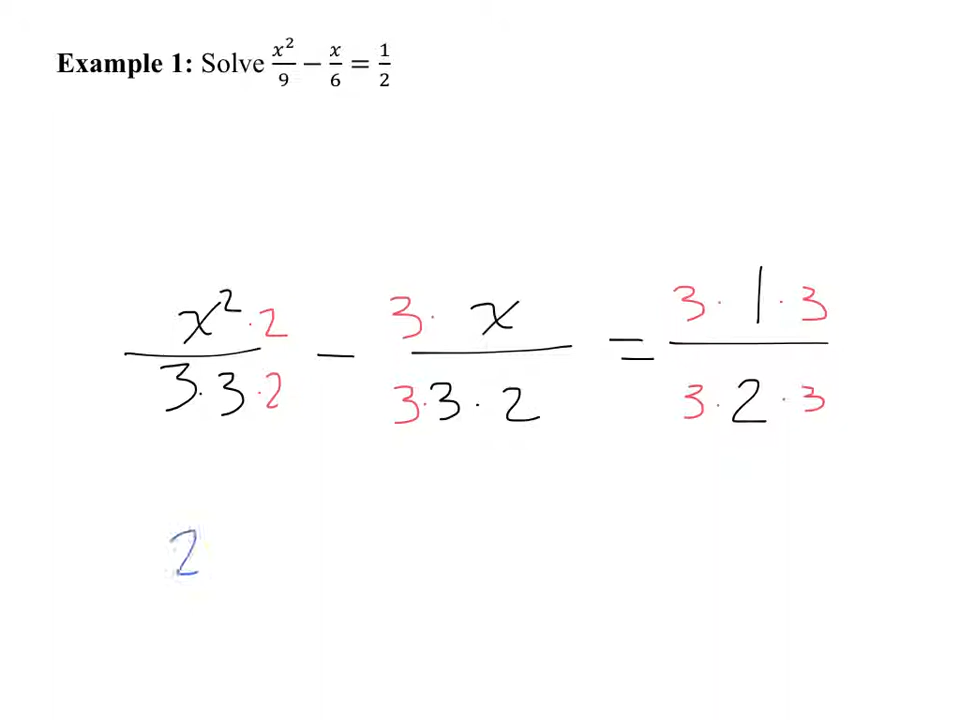 Example 1: Solve x²/9 − x/6 = 1/2
x²·2/3·3·2 − 3·x/3·3·2 = 3·1·3/3·2·3
2